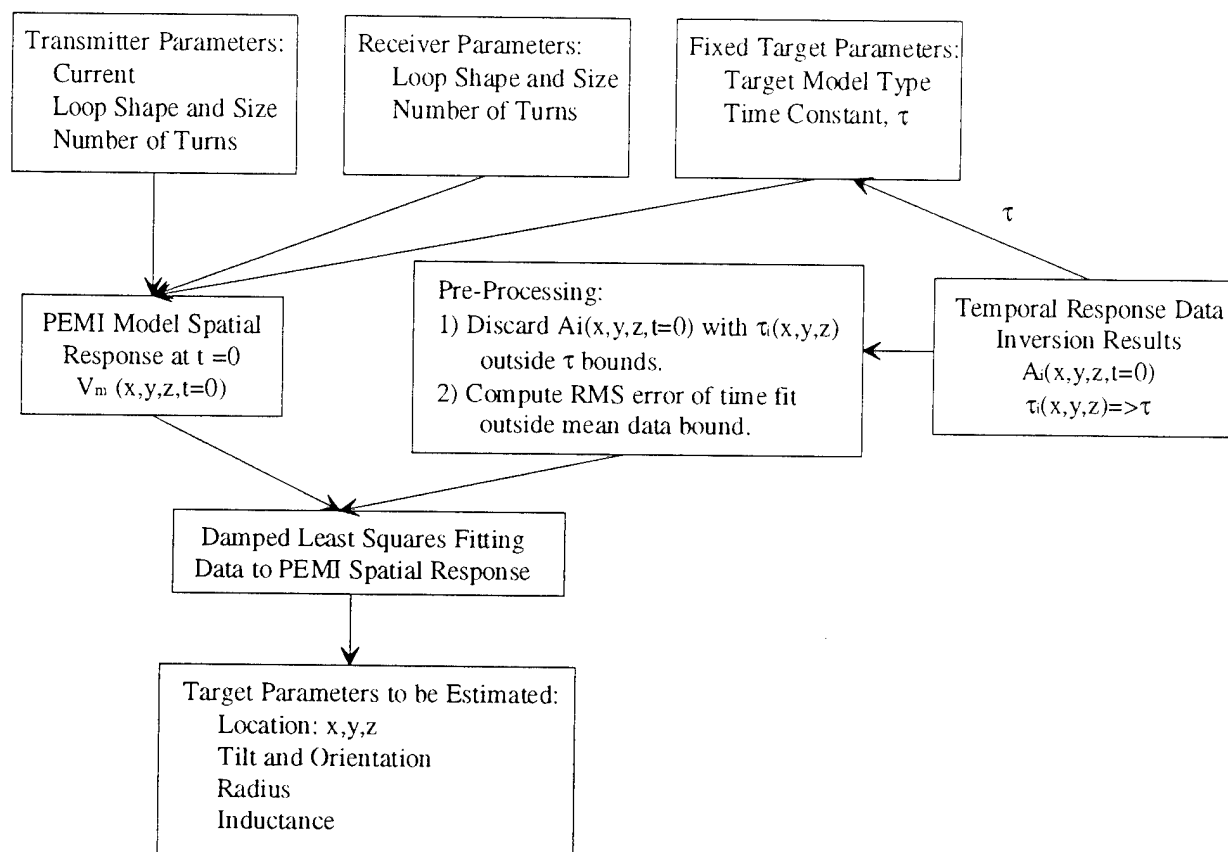 Transmitter Parameters:
Current
Loop Shape and Size
Number of Turns
Receiver Parameters:
Loop Shape and Size
Number of Turns
Fixed Target Parameters:
Target Model Type
Time Constant, τ
τ
PEMI Model Spatial
Response at t =0
Vₘ (x,y,z,t=0)
Pre-Processing:
1) Discard Ai(x,y,z,t=0) with τᵢ(x,y,z)
outside τ bounds.
2) Compute RMS error of time fit
outside mean data bound.
Temporal Response Data
Inversion Results
Aᵢ(x,y,z,t=0)
τᵢ(x,y,z)=>τ
Damped Least Squares Fitting
Data to PEMI Spatial Response
Target Parameters to be Estimated:
Location: x,y,z
Tilt and Orientation
Radius
Inductance